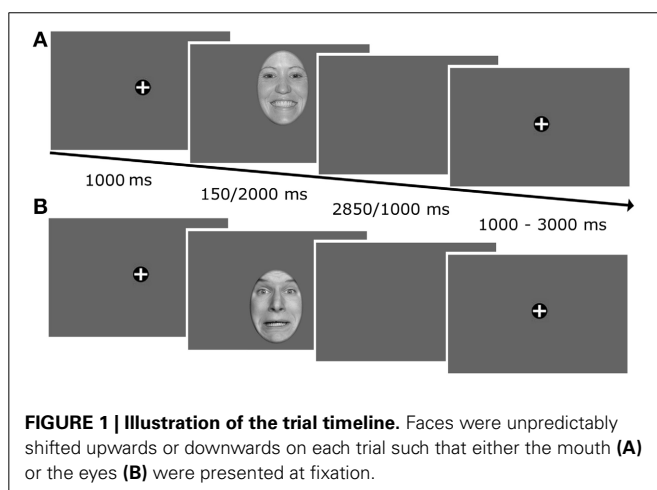 A
1000 ms
150/2000 ms
2850/1000 ms
1000 - 3000 ms
B
FIGURE 1 | Illustration of the trial timeline. Faces were unpredictably
shifted upwards or downwards on each trial such that either the mouth (A)
or the eyes (B) were presented at fixation.